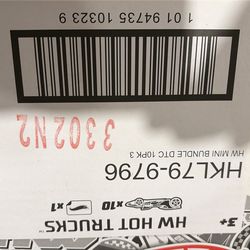 3+
HW HOT TRUCKS™
x10 x1
HKL79-9796
HW MINI BUNDLE DTC 10PK 3
3302N2
1 01 94735 10323 9